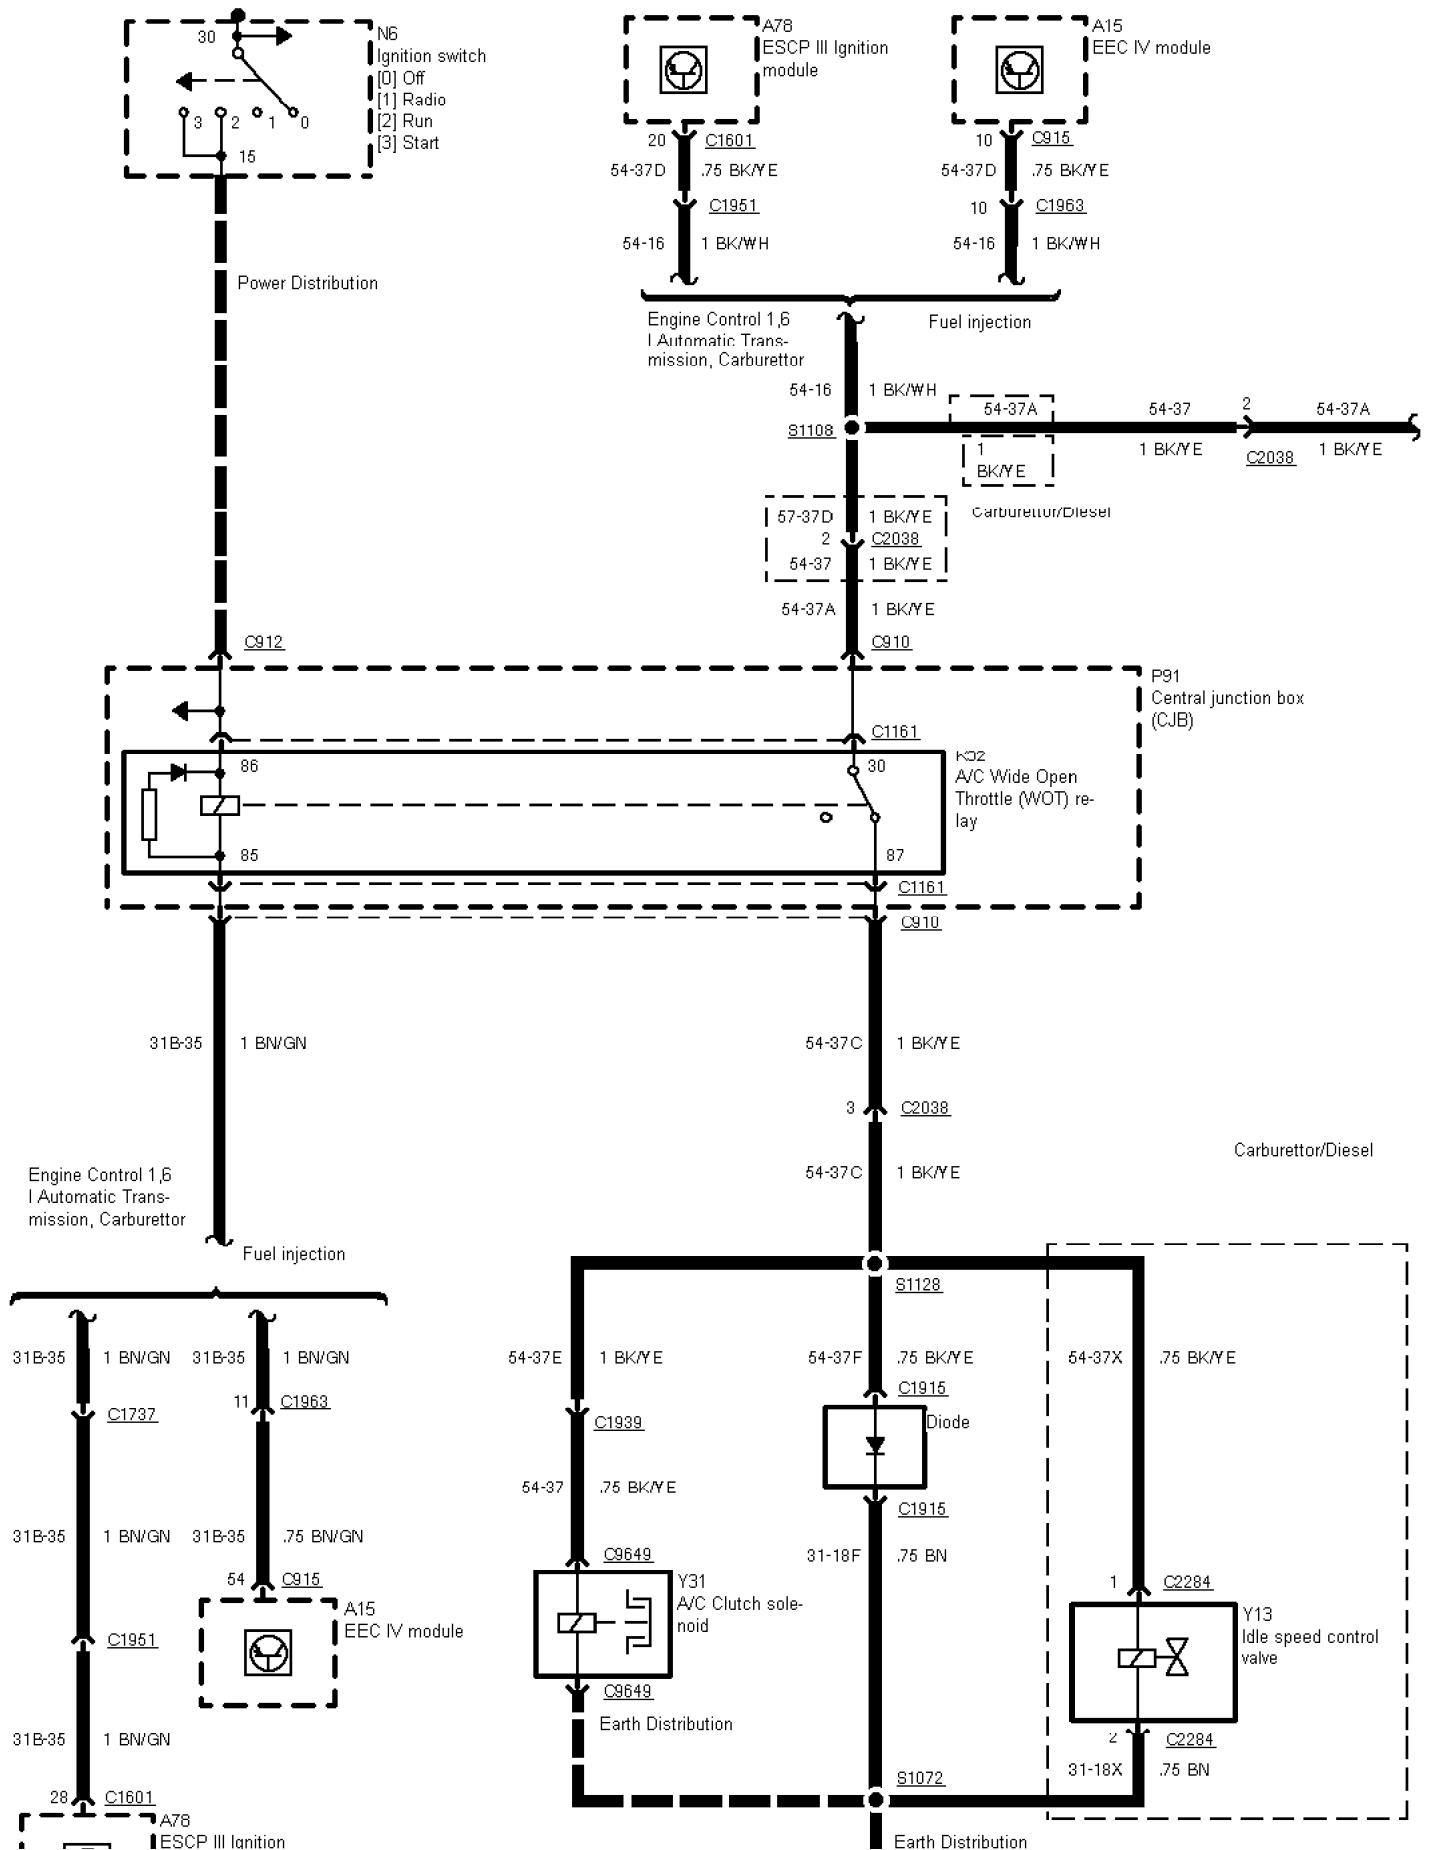 30
N6
Ignition switch
[0] Off
[1] Radio
[2] Run
[3] Start
3
2
1
0
15
A78
ESCP III Ignition
module
A15
EEC IV module
20
C1601
10
C915
54-37D
.75 BK/YE
54-37D
.75 BK/YE
C1951
10
C1963
54-16
1 BK/WH
54-16
1 BK/WH
Power Distribution
Engine Control 1,6
l Automatic Trans-
mission, Carburettor
Fuel injection
54-16
1 BK/WH
S1108
54-37A
1
BK/YE
54-37
1 BK/YE
2
C2038
54-37A
1 BK/YE
Carburettor/Diesel
57-37D
1 BK/YE
2
C2038
54-37
1 BK/YE
54-37A
1 BK/YE
C912
C910
P91
Central junction box
(CJB)
C1161
86
30
A/C Wide Open
Throttle (WOT) re-
lay
85
87
C1161
C910
31B-35
1 BN/GN
54-37C
1 BK/YE
3
C2038
54-37C
1 BK/YE
Carburettor/Diesel
Engine Control 1,6
l Automatic Trans-
mission, Carburettor
Fuel injection
S1128
31B-35
1 BN/GN
31B-35
1 BN/GN
54-37E
1 BK/YE
54-37F
.75 BK/YE
54-37X
.75 BK/YE
C1737
11
C1963
C1939
C1915
Diode
54-37
.75 BK/YE
C1915
31B-35
1 BN/GN
31B-35
.75 BN/GN
31-18F
.75 BN
54
C915
C9649
1
C2284
A15
EEC IV module
Y31
A/C Clutch sole-
noid
Y13
Idle speed control
valve
C1951
C9649
Earth Distribution
31B-35
1 BN/GN
2
C2284
31-18X
.75 BN
S1072
28
C1601
A78
ESCP III Ignition
Earth Distribution